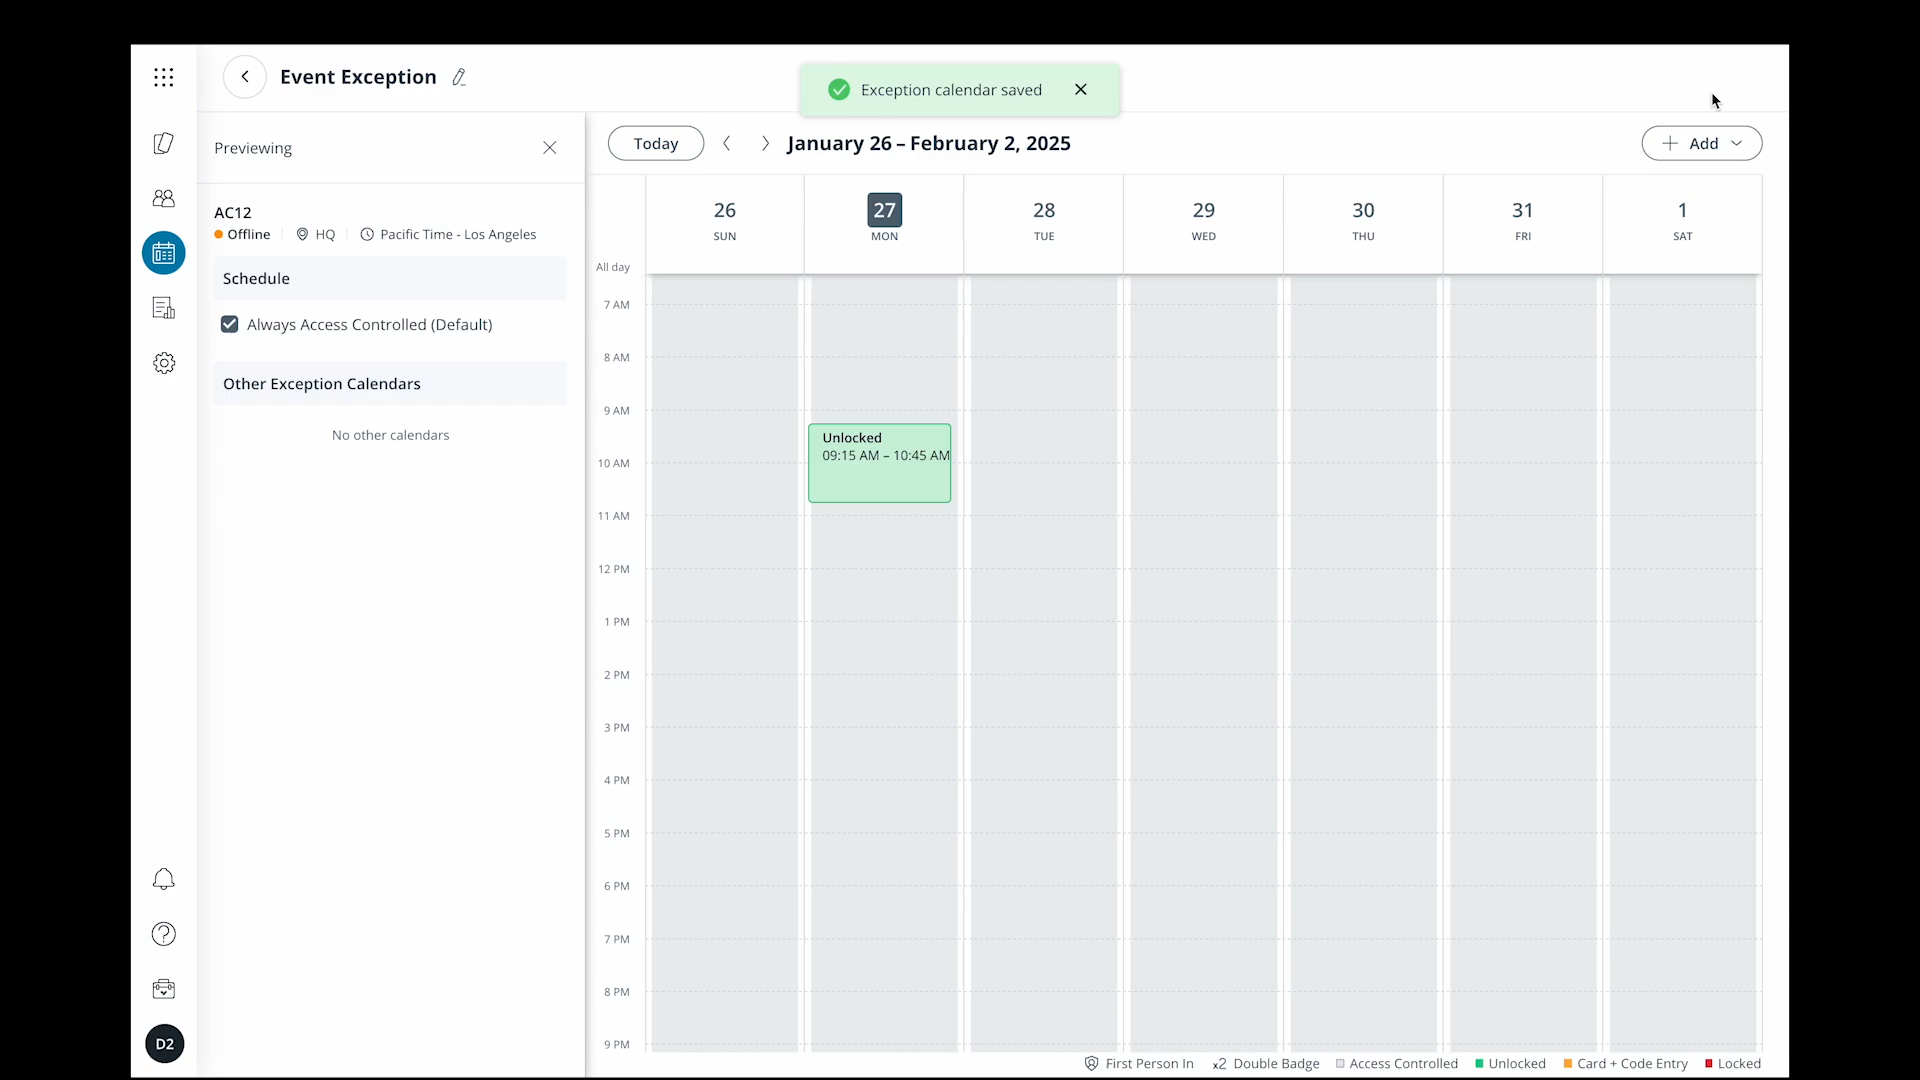 Event Exception
Exception calendar saved
Previewing
Today
January 26 – February 2, 2025
Add
AC12
Offline
HQ
Pacific Time - Los Angeles
Schedule
Always Access Controlled (Default)
Other Exception Calendars
No other calendars
26
SUN
27
MON
28
TUE
29
WED
30
THU
31
FRI
1
SAT
All day
7 AM
8 AM
9 AM
Unlocked
09:15 AM – 10:45 AM
10 AM
11 AM
12 PM
1 PM
2 PM
3 PM
4 PM
5 PM
6 PM
7 PM
8 PM
9 PM
D2
First Person In
x2 Double Badge
Access Controlled
Unlocked
Card + Code Entry
Locked